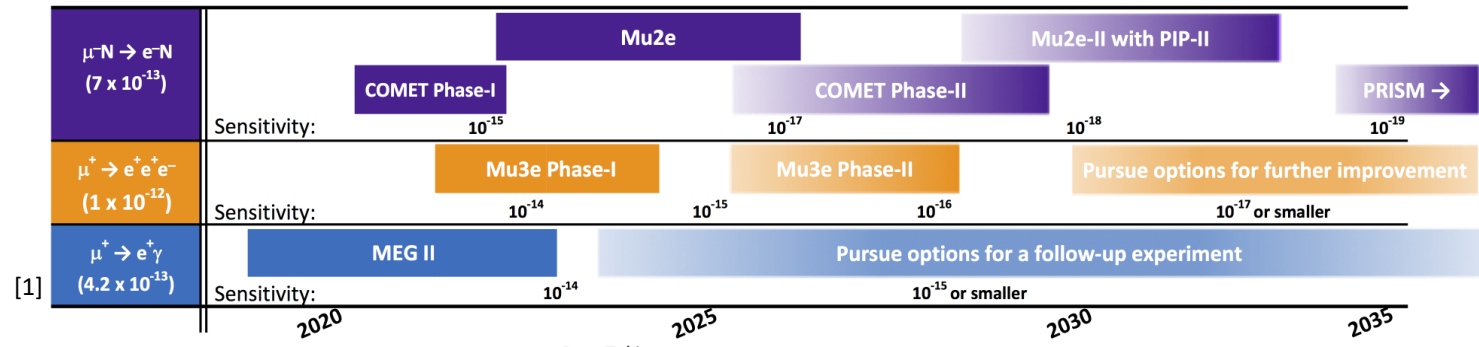 μ⁻N → e⁻N
(7 x 10⁻¹³)
Mu2e
Mu2e-II with PIP-II
COMET Phase-I
COMET Phase-II
PRISM →
Sensitivity: 10⁻¹⁵ 10⁻¹⁷ 10⁻¹⁸ 10⁻¹⁹
μ⁺ → e⁺e⁺e⁻
(1 x 10⁻¹²)
Mu3e Phase-I
Mu3e Phase-II
Pursue options for further improvement
Sensitivity: 10⁻¹⁴ 10⁻¹⁵ 10⁻¹⁶ 10⁻¹⁷ or smaller
μ⁺ → e⁺γ
(4.2 x 10⁻¹³)
MEG II
Pursue options for a follow-up experiment
[1]
Sensitivity: 10⁻¹⁴ 10⁻¹⁵ or smaller
2020 2025 2030 2035